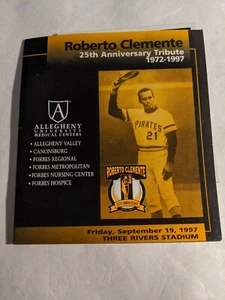 Roberto Clemente
25th Anniversary Tribute
1972-1997
A
ALLEGHENY
UNIVERSITY
MEDICAL CENTERS
• ALLEGHENY VALLEY
• CANONSBURG
• FORBES REGIONAL
• FORBES METROPOLITAN
• FORBES NURSING CENTER
• FORBES HOSPICE
PIRATES
21
ROBERTO CLEMENTE
Friday, September 19, 1997
THREE RIVERS STADIUM